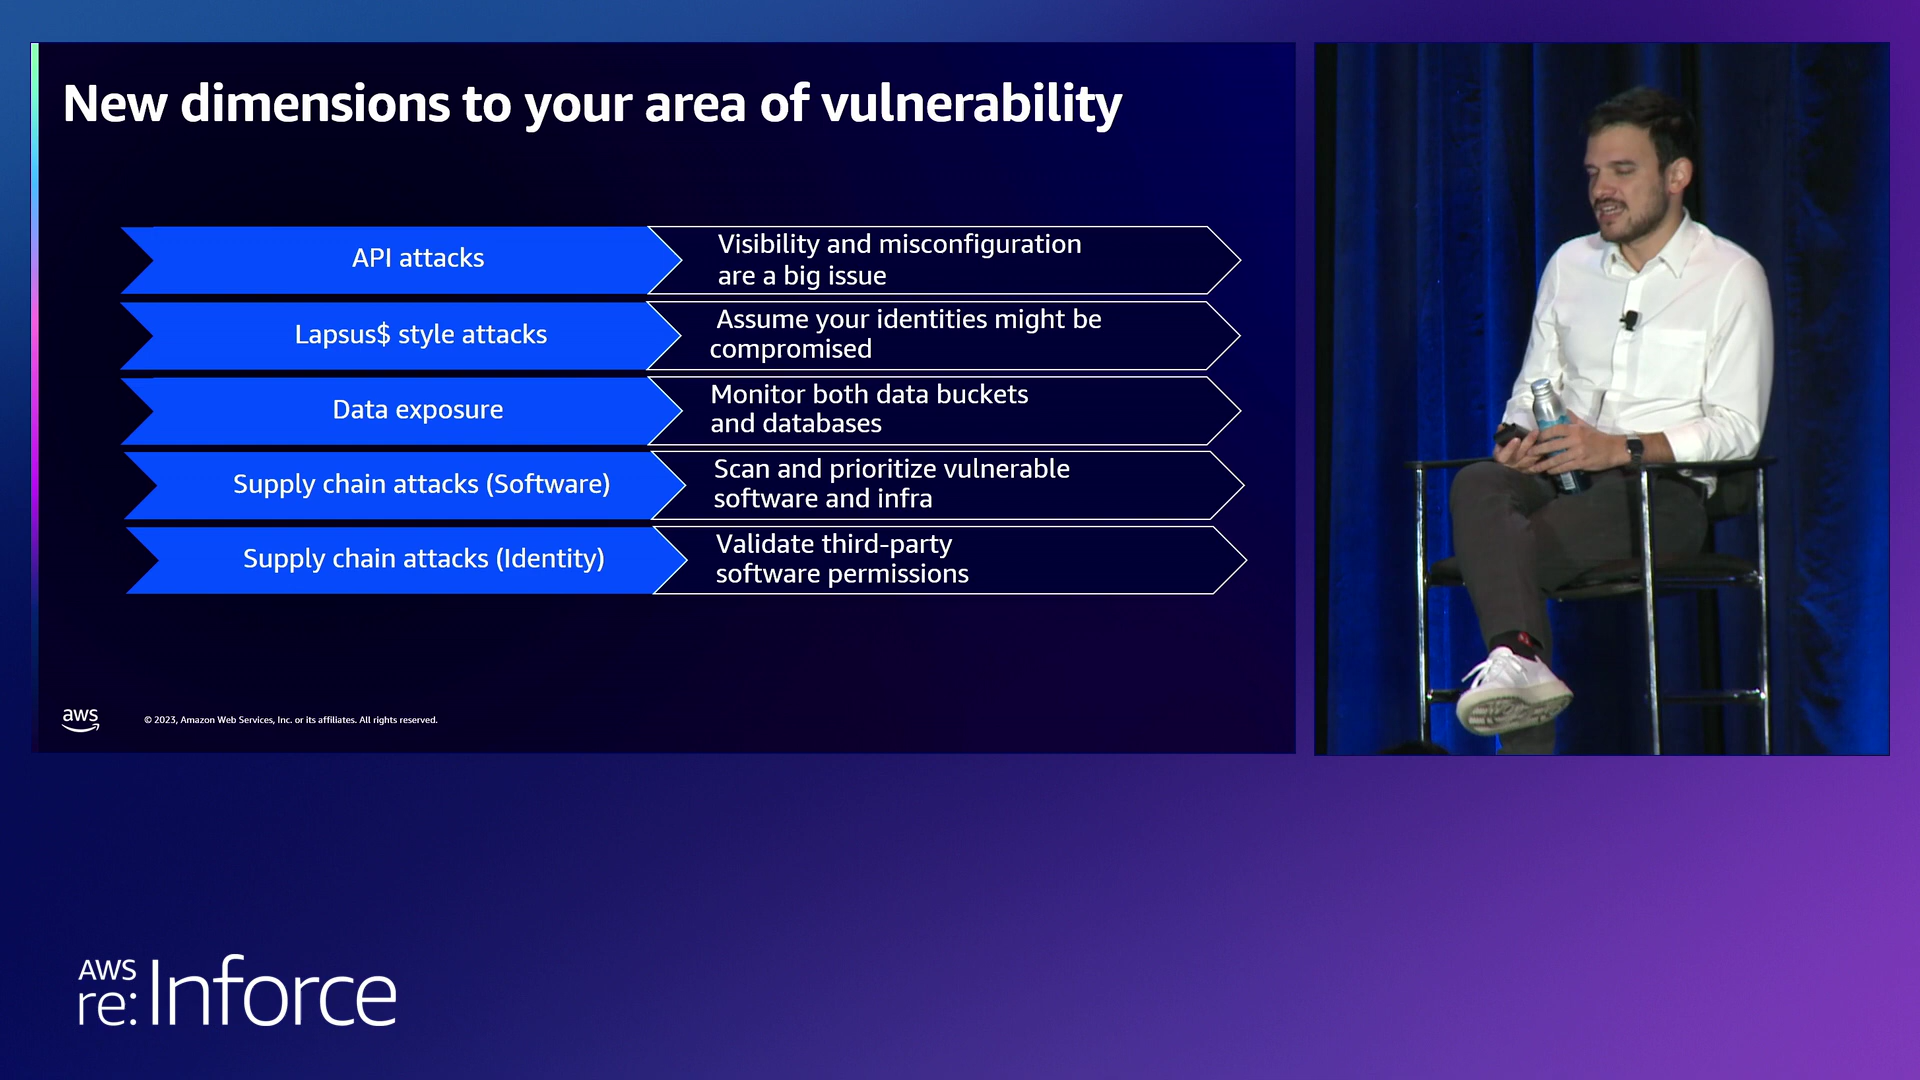 New dimensions to your area of vulnerability
API attacks
Visibility and misconfiguration
are a big issue
Lapsus$ style attacks
Assume your identities might be
compromised
Data exposure
Monitor both data buckets
and databases
Supply chain attacks (Software)
Scan and prioritize vulnerable
software and infra
Supply chain attacks (Identity)
Validate third-party
software permissions
aws
© 2023, Amazon Web Services, Inc. or its affiliates. All rights reserved.
AWS
re:Inforce